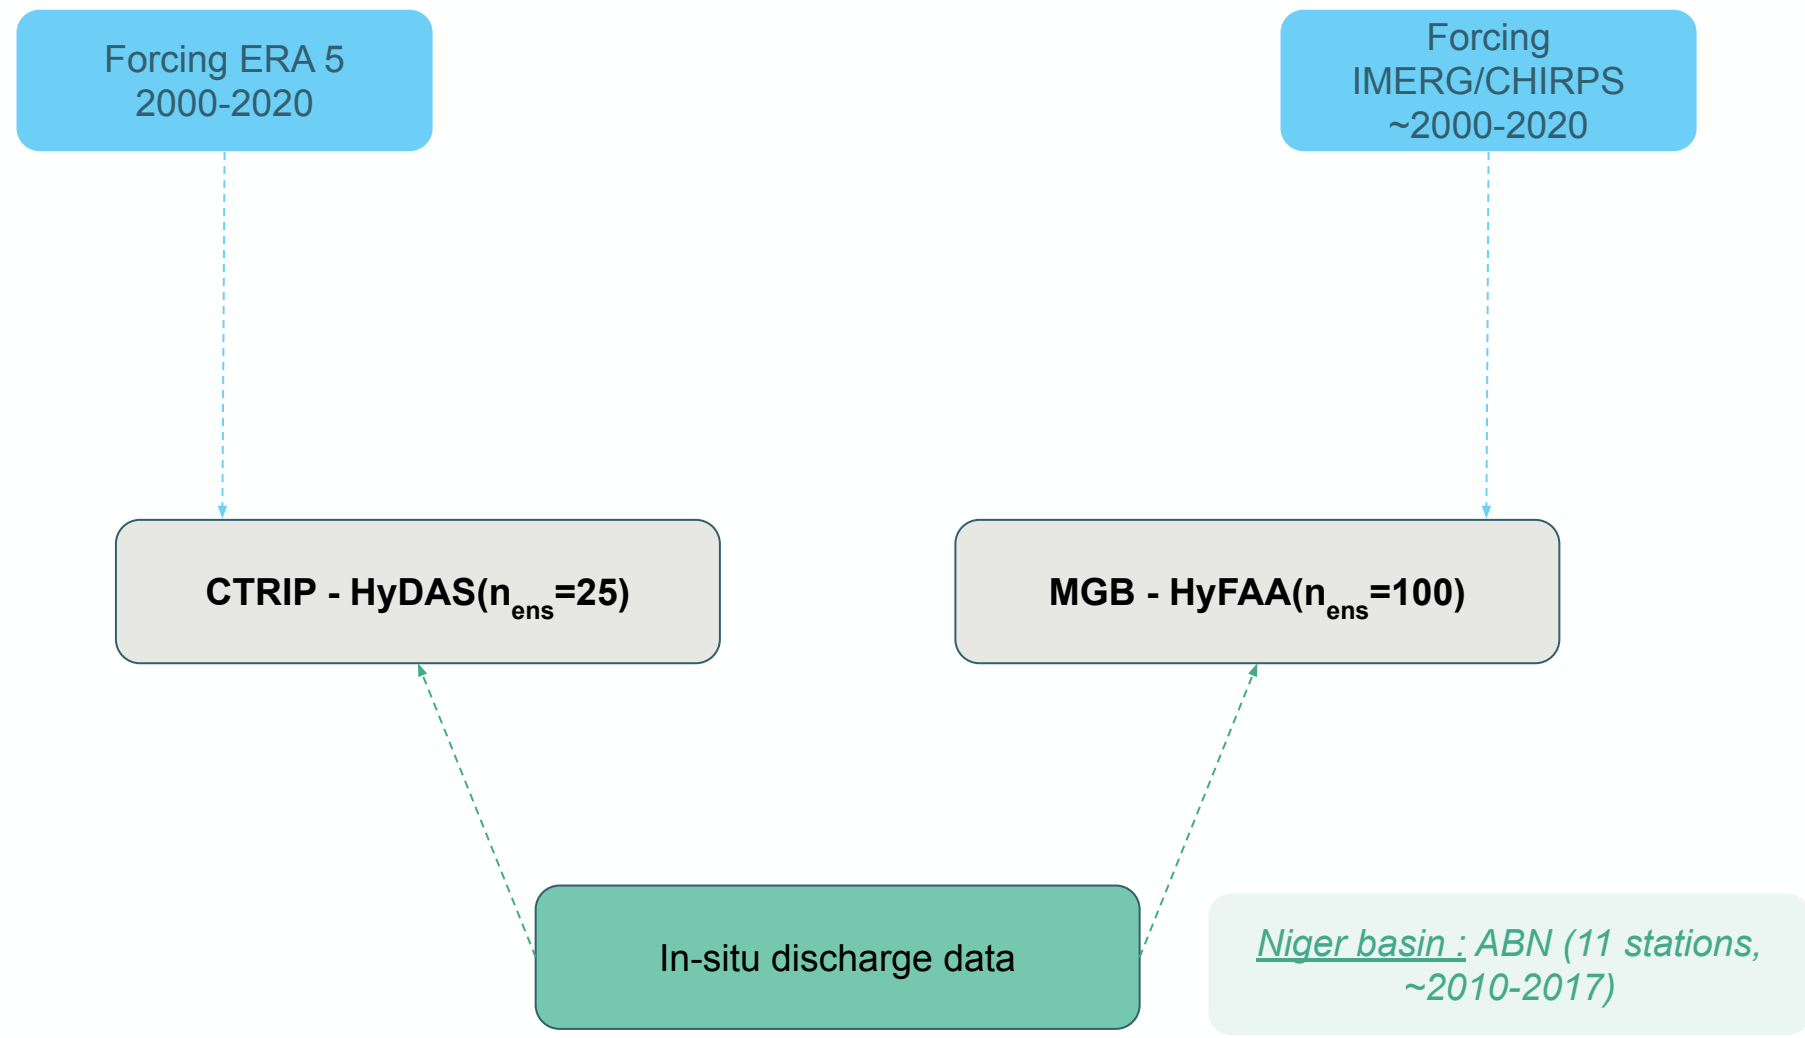 Forcing ERA 5
2000-2020
Forcing
IMERG/CHIRPS
~2000-2020
CTRIP - HyDAS(nens=25)
MGB - HyFAA(nens=100)
In-situ discharge data
Niger basin : ABN (11 stations,
~2010-2017)